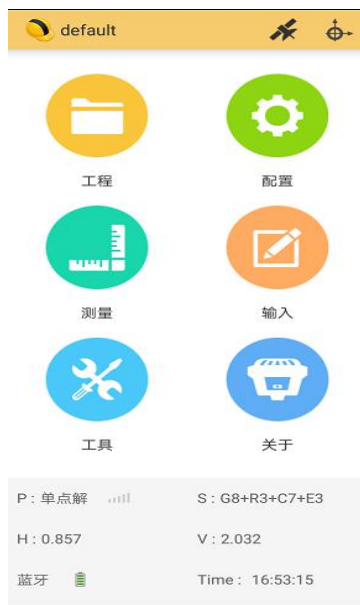 default
工程 配置
测量 输入
工具 关于
P : 单点解 S : G8+R3+C7+E3
H : 0.857 V : 2.032
蓝牙 Time : 16:53:15